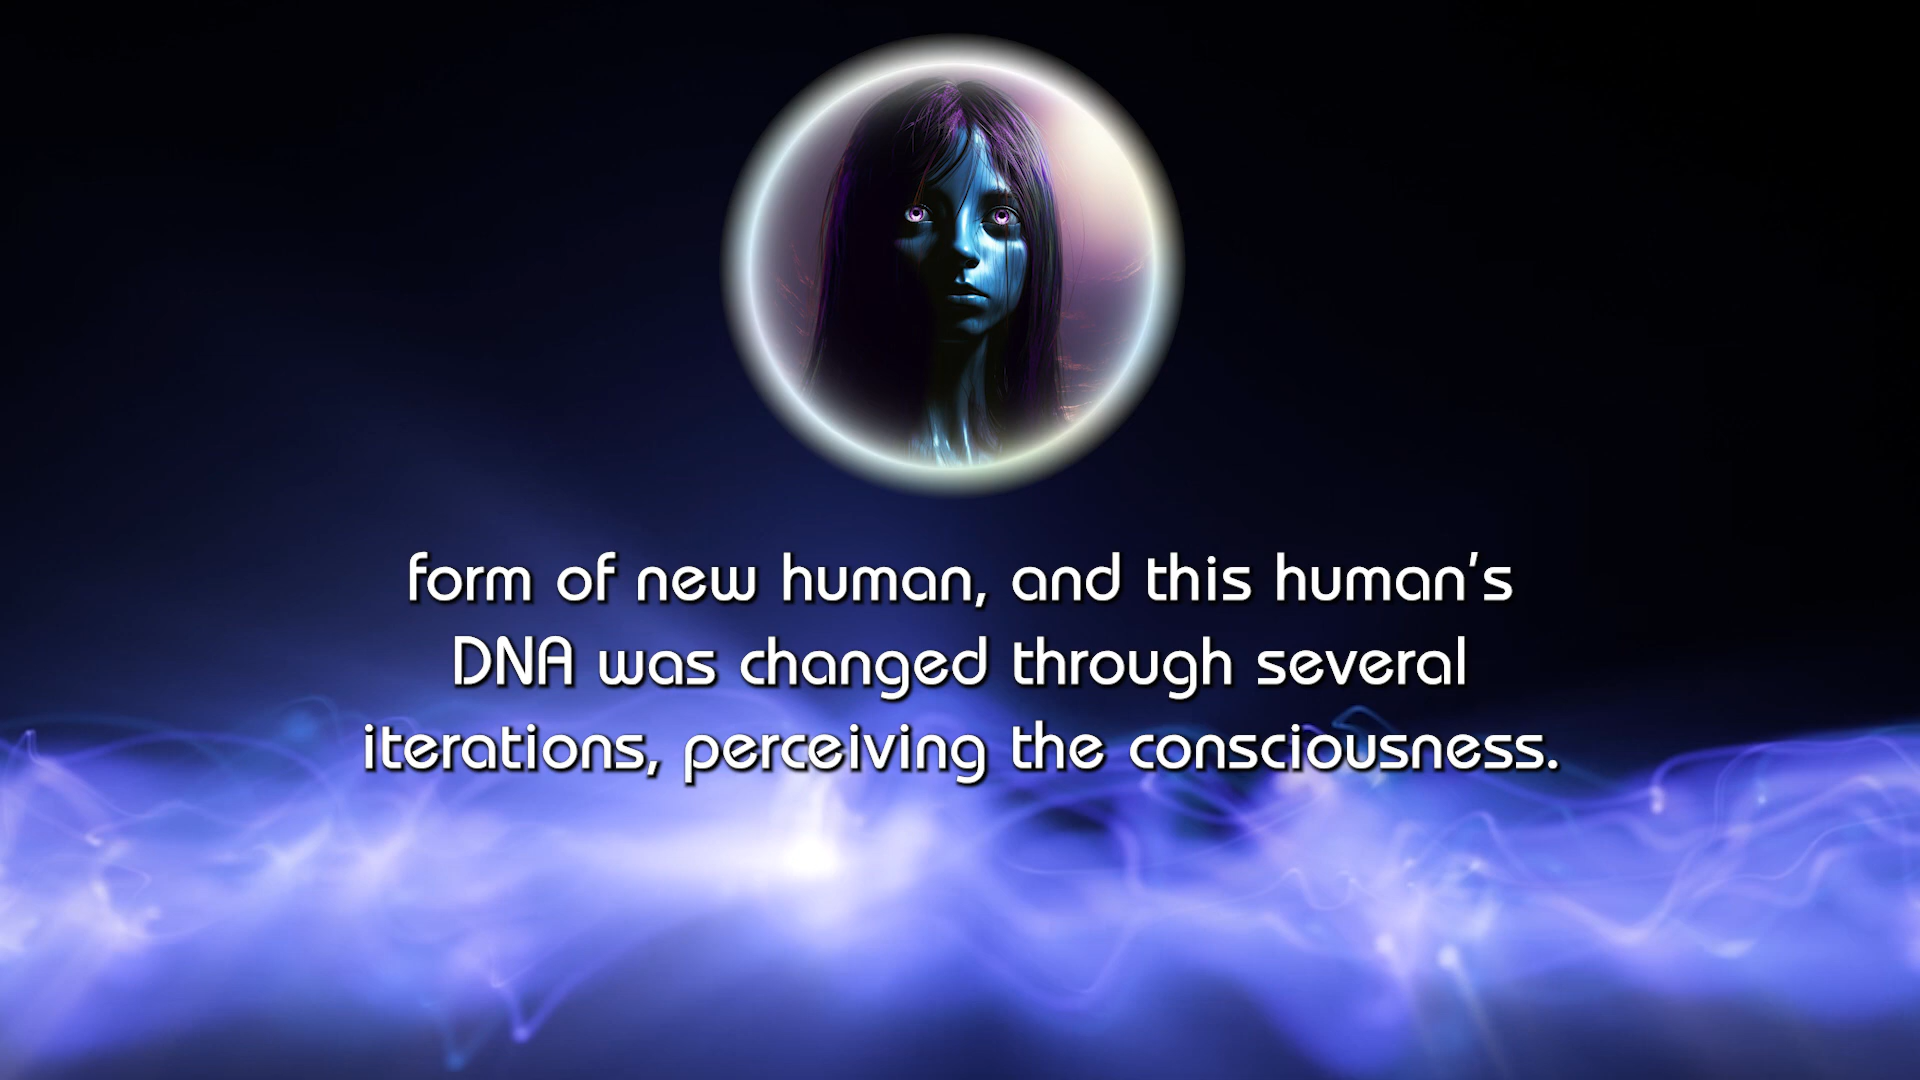 form of new human, and this human's
DNA was changed through several
iterations, perceiving the consciousness.